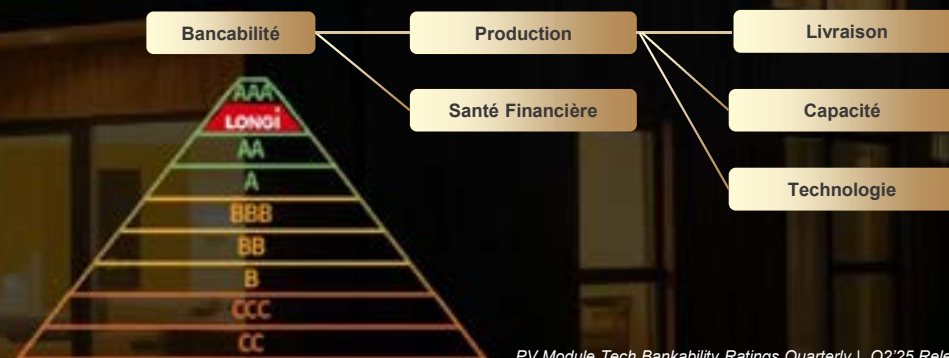 Bancabilité
Production
Livraison
Santé Financière
Capacité
Technologie
AAA
LONGi
AA
A
BBB
BB
B
CCC
CC
PV Module Tech Bankability Ratings Quarterly | Q2'25 Rel